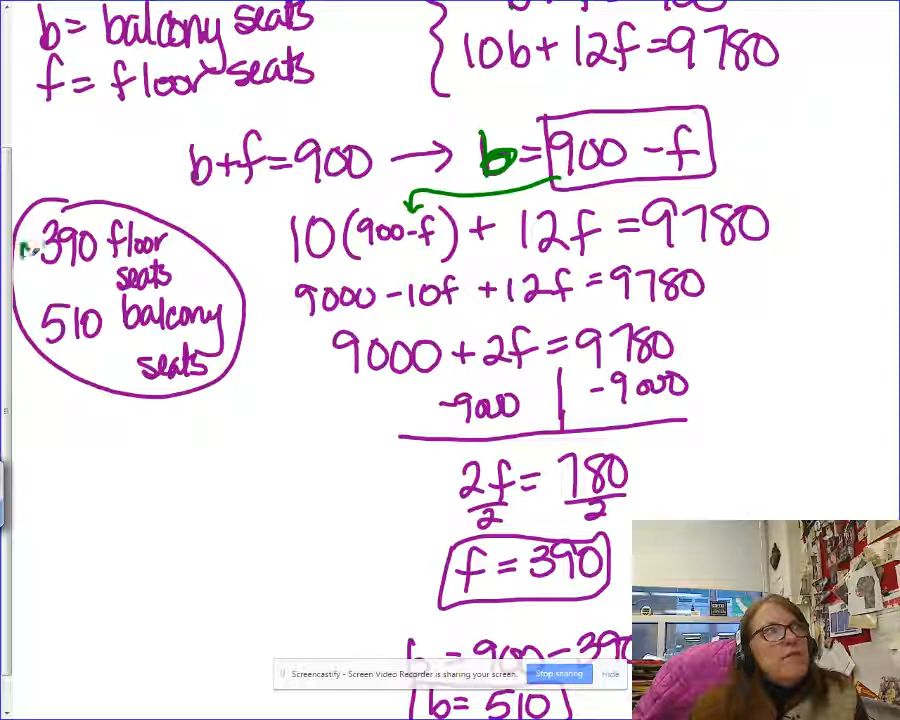 b = balcony seats
f = floor seats
10b + 12f = 9780
b+f=900 → b = 900 - f
10(900-f) + 12f = 9780
9000 - 10f + 12f = 9780
9000 + 2f = 9780
-9000 | -9000
2f = 780
2 2
f = 390
b = 900 - 390
b = 510
390 floor
seats
510 balcony
seats
Screencastify - Screen Video Recorder is sharing your screen.
Stop sharing
Hide